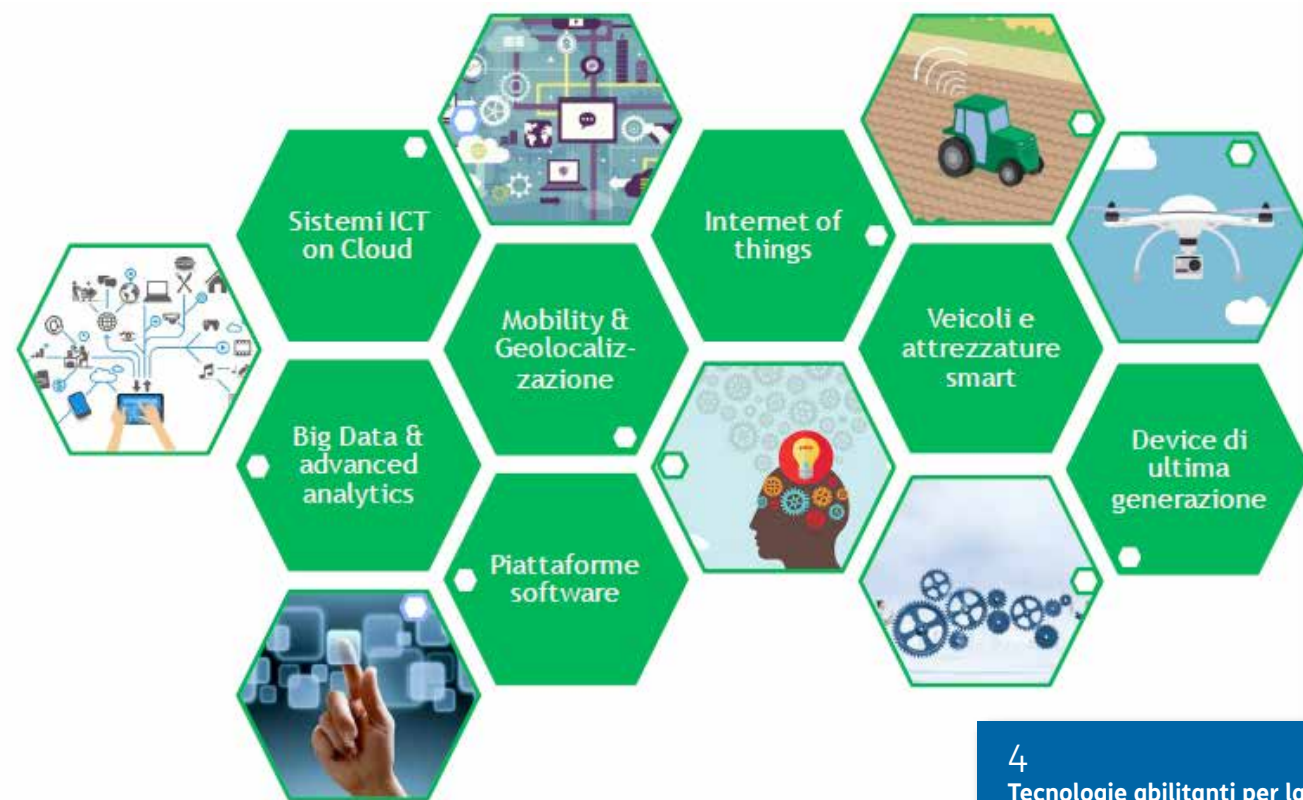 Sistemi ICT
on Cloud
Internet of
things
Mobility &
Geolocaliz-
zazione
Veicoli e
attrezzature
smart
Big Data &
advanced
analytics
Device di
ultima
generazione
Piattaforme
software
4
Tecnologie abilitanti per lo